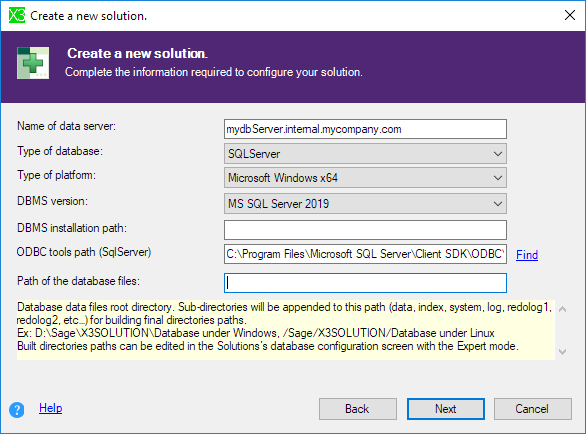 X3 Create a new solution.
Create a new solution.
Complete the information required to configure your solution.
Name of data server: mydbServer.internal.mycompany.com
Type of database: SQLServer
Type of platform: Microsoft Windows x64
DBMS version: MS SQL Server 2019
DBMS installation path:
ODBC tools path (SqlServer) C:\Program Files\Microsoft SQL Server\Client SDK\ODBC\ Find
Path of the database files:
Database data files root directory. Sub-directories will be appended to this path (data, index, system, log, redolog1,
redolog2, etc...) for building final directories paths.
Ex: D:\Sage\X3SOLUTION\Database under Windows, /Sage/X3SOLUTION/Database under Linux
Built directories paths can be edited in the Solutions's database configuration screen with the Expert mode.
? Help Back Next Cancel